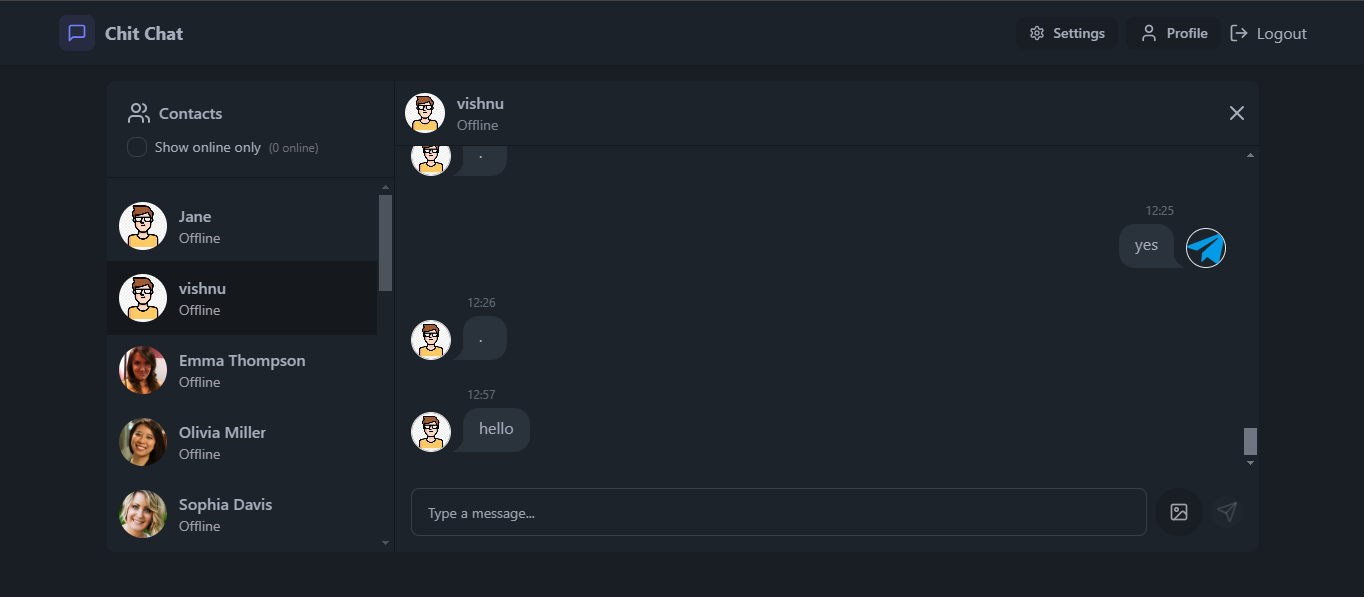 Chit Chat
Settings
Profile
Logout
Contacts
Show online only (0 online)
Jane
Offline
vishnu
Offline
Emma Thompson
Offline
Olivia Miller
Offline
Sophia Davis
Offline
vishnu
Offline
.
12:25
yes
12:26
.
12:57
hello
Type a message...